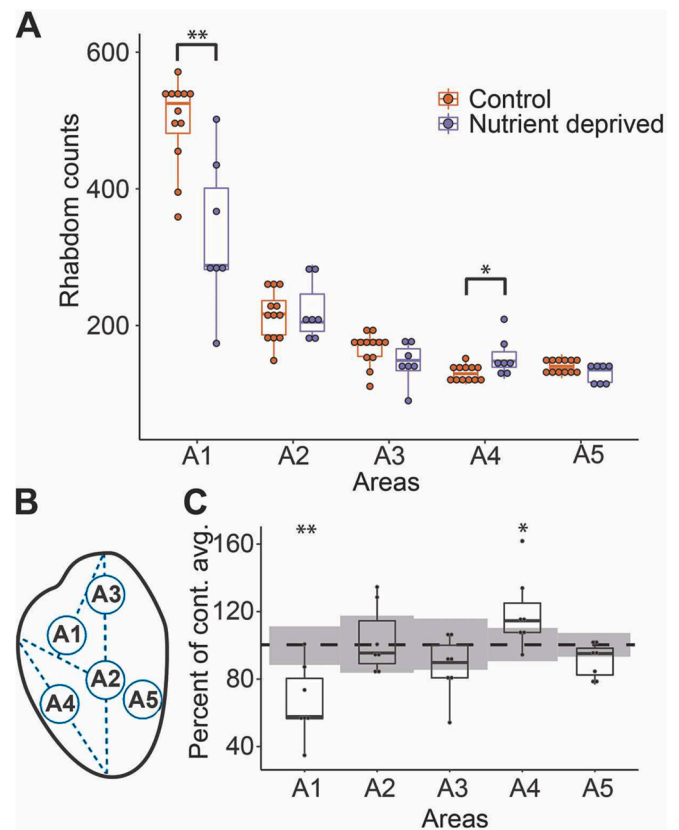 A
Rhabdom counts
600
400
200
**
*
Control
Nutrient deprived
A1 A2 A3 A4 A5
Areas
B
A3
A1
A2
A4
A5
C
Percent of cont. avg.
160
120
80
40
**
*
A1 A2 A3 A4 A5
Areas